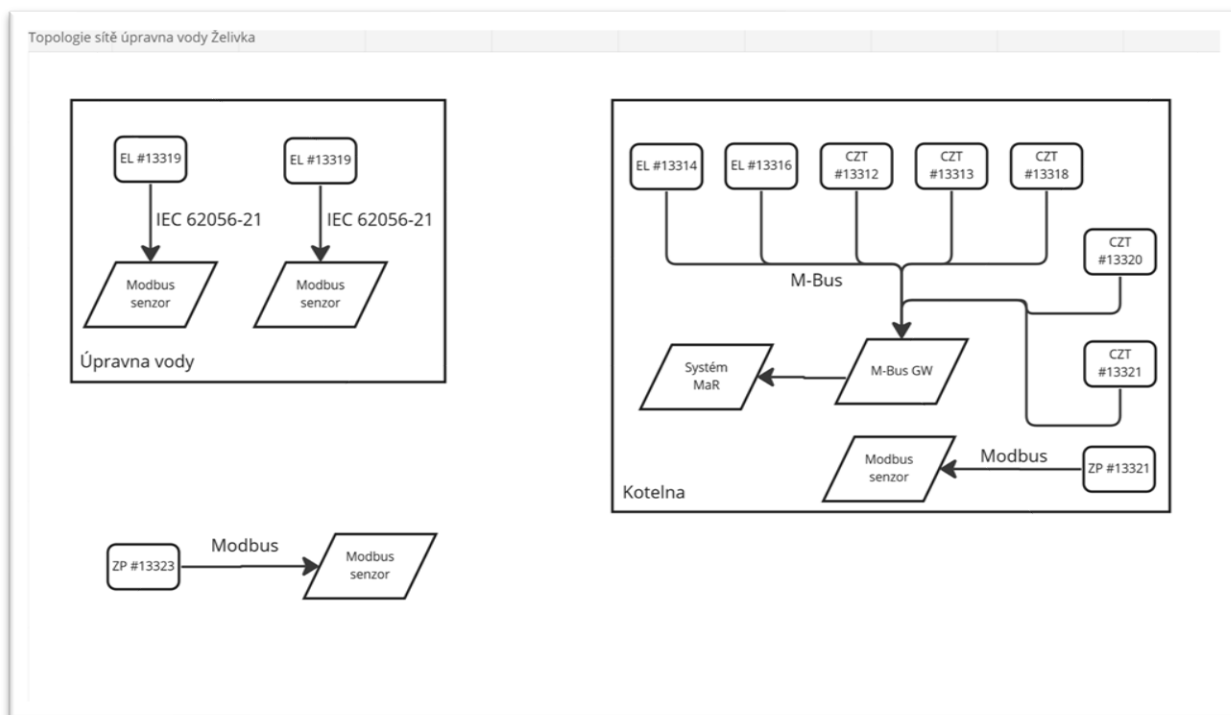 Topologie sítě úpravna vody Želivka
EL #13319
EL #13319
IEC 62056-21
IEC 62056-21
Modbus
senzor
Modbus
senzor
Úpravna vody
EL #13314
EL #13316
CZT
#13312
CZT
#13313
CZT
#13318
CZT
#13320
M-Bus
CZT
#13321
Systém
MaR
M-Bus GW
Modbus
senzor
Modbus
ZP #13321
Kotelna
ZP #13323
Modbus
Modbus
senzor